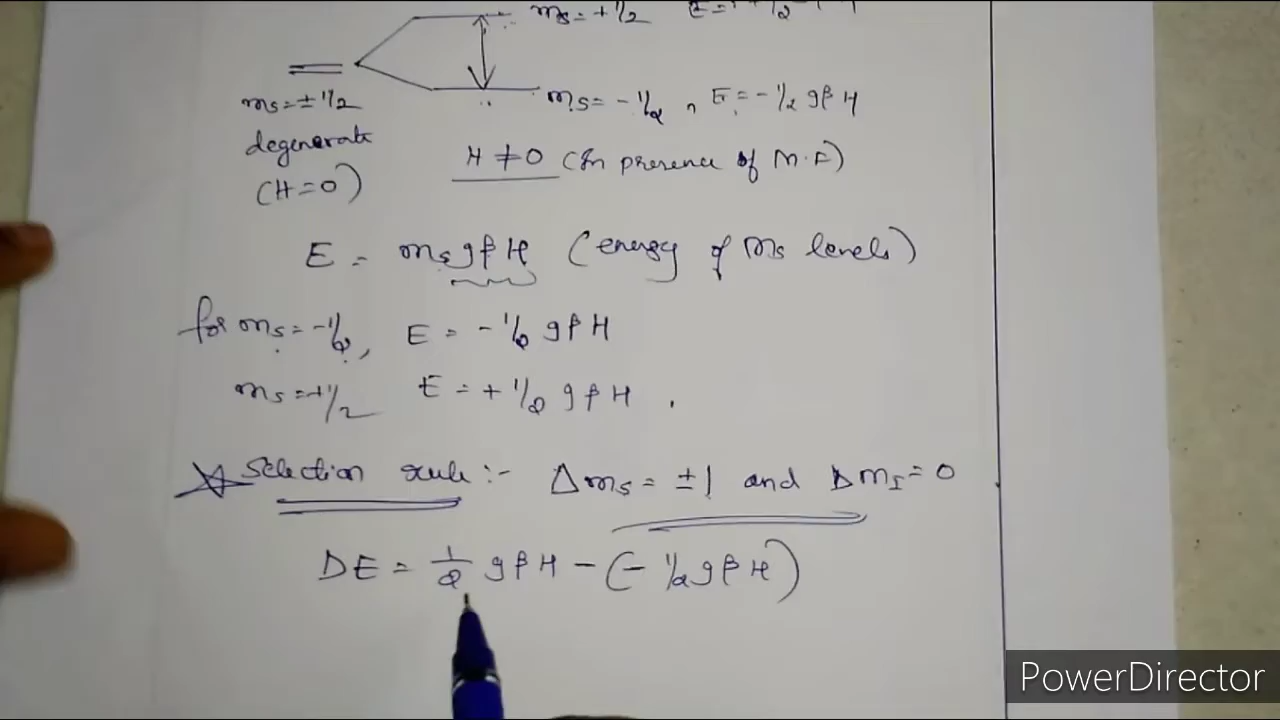 ms = +1/2
ms = ±1/2 ms = -1/2, E = -1/2 gβH
degenerate
H ≠ 0 (In presence of M.F)
(H=0)
E = ms gβH (energy of Ms levels)
for ms = -1/2, E = -1/2 gβH
ms = +1/2 E = +1/2 gβH.
Selection rule :- Δms = ±1 and ΔmI = 0
ΔE = 1/2 gβH - (-1/2 gβH)
PowerDirector